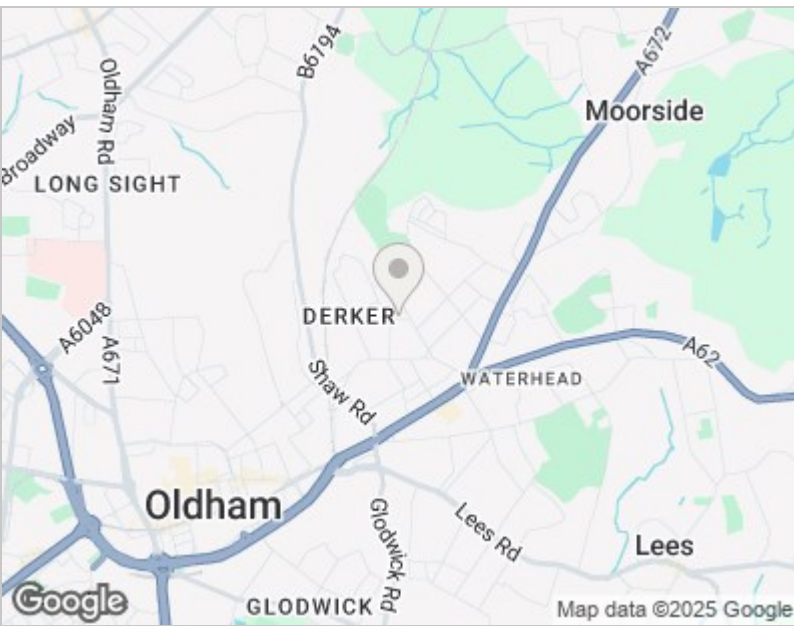 Oldham Rd
B6194
A672
Moorside
Broadway
LONG SIGHT
DERKER
A6048
A671
Shaw Rd
A62
WATERHEAD
Oldham
Glodwick Rd
Lees Rd
Lees
GLODWICK
Google
Map data ©2025 Google